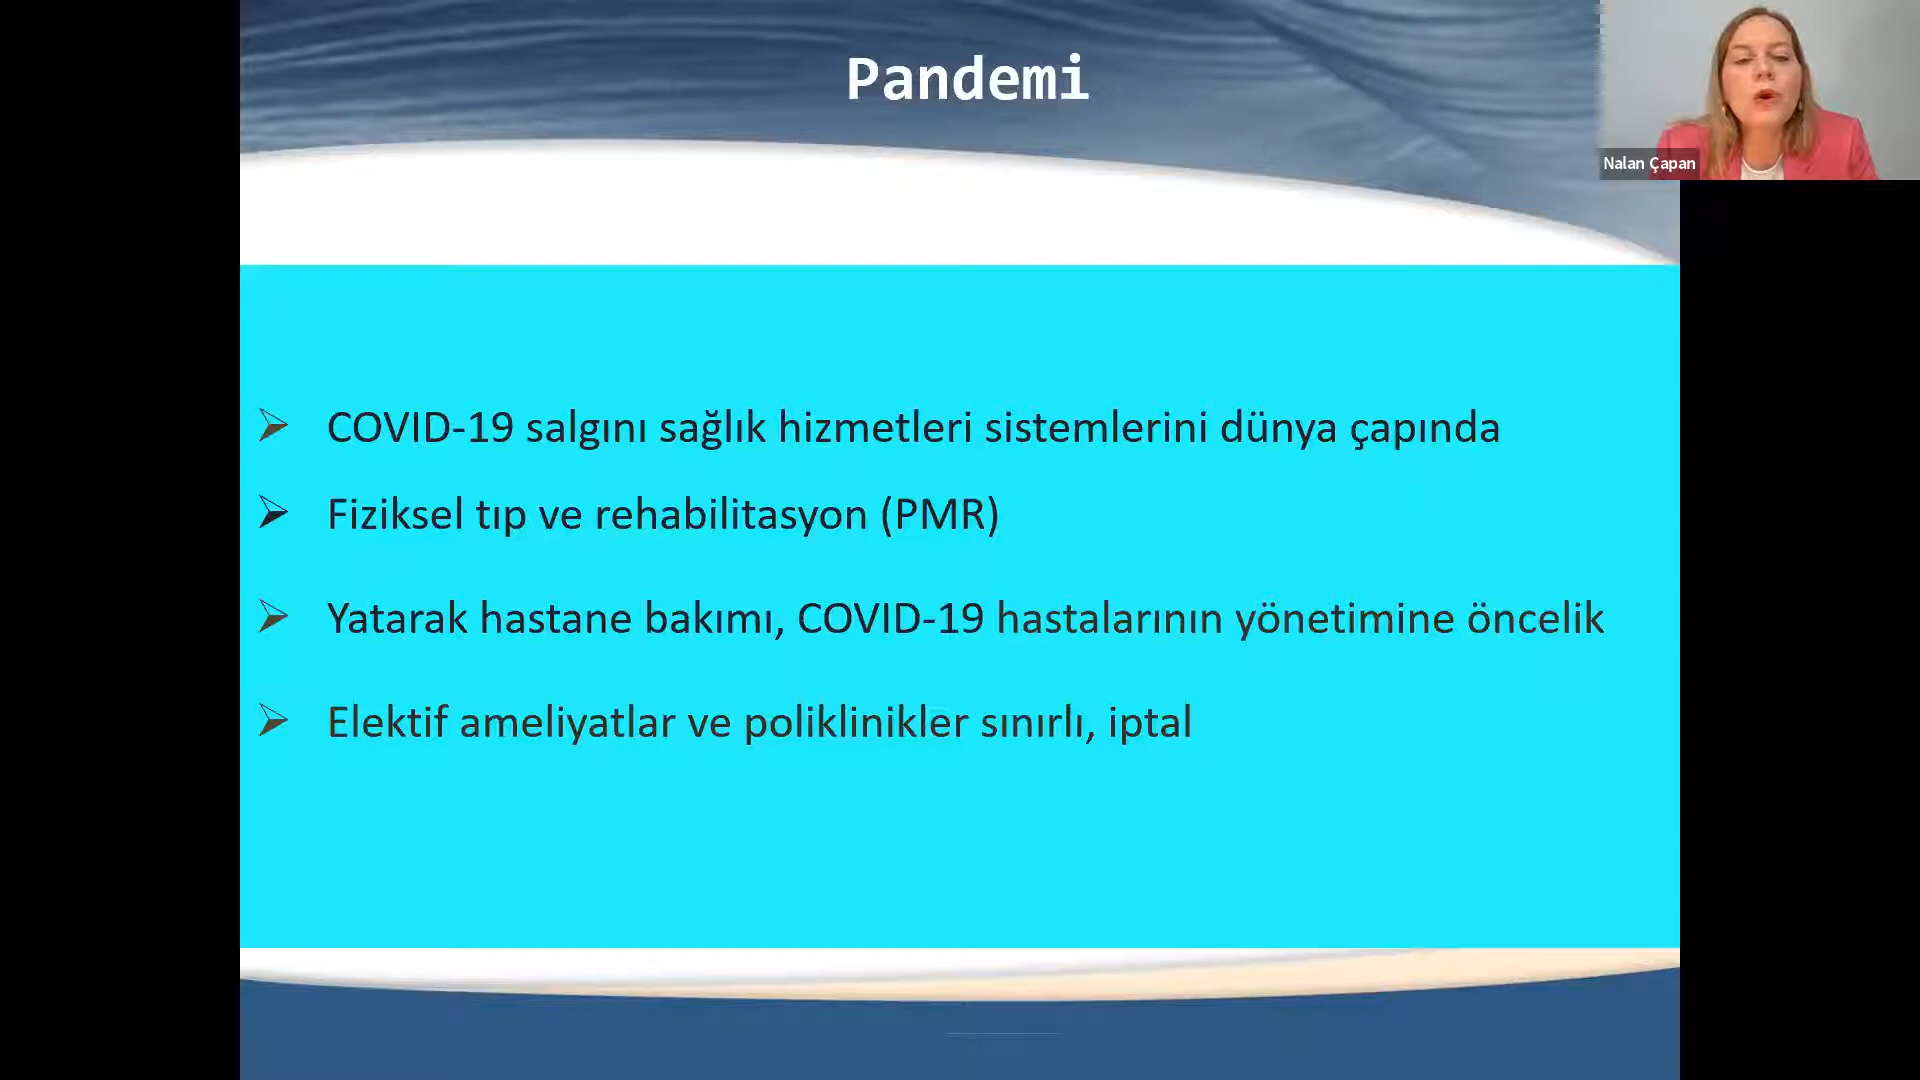 Pandemi
Nalan Çapan
➢ COVID-19 salgını sağlık hizmetleri sistemlerini dünya çapında
➢ Fiziksel tıp ve rehabilitasyon (PMR)
➢ Yatarak hastane bakımı, COVID-19 hastalarının yönetimine öncelik
➢ Elektif ameliyatlar ve poliklinikler sınırlı, iptal